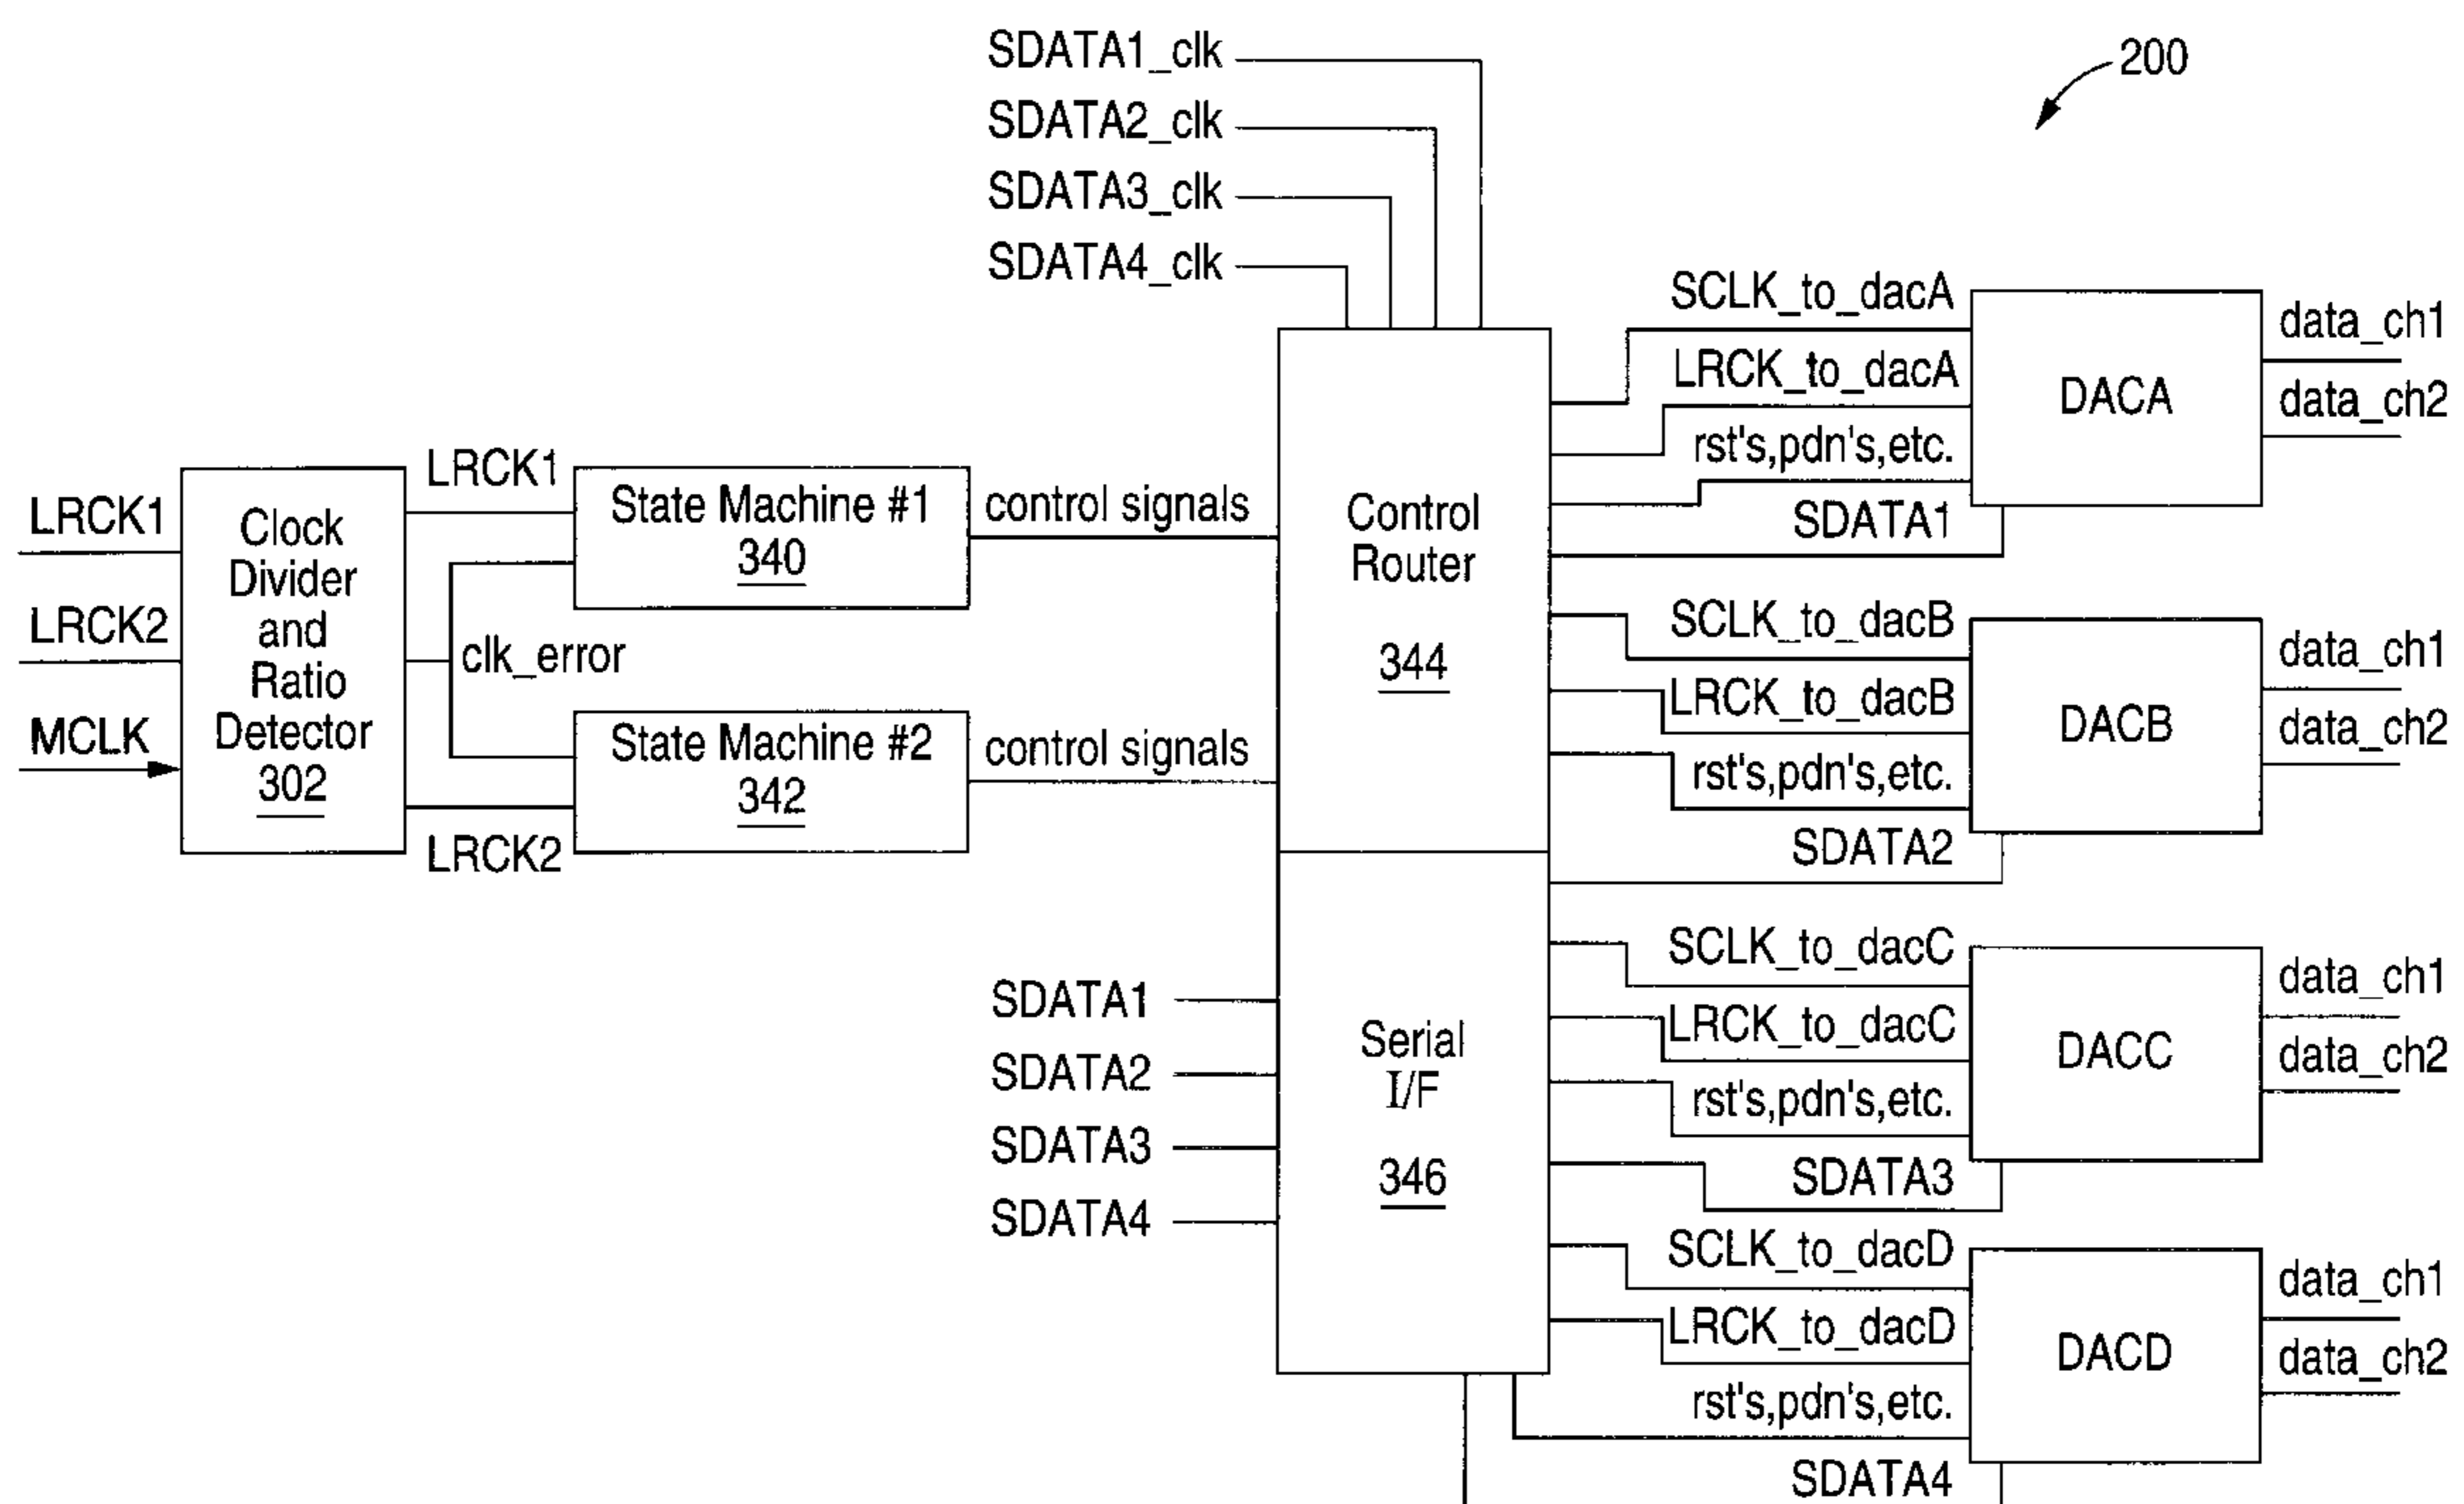 SDATA1_clk
SDATA2_clk
SDATA3_clk
SDATA4_clk
200
LRCK1
LRCK2
MCLK
Clock
Divider
and
Ratio
Detector
302
LRCK1
clk_error
LRCK2
State Machine #1
340
State Machine #2
342
control signals
control signals
Control
Router
344
SDATA1
SDATA2
SDATA3
SDATA4
Serial
I/F
346
SCLK_to_dacA
LRCK_to_dacA
rst's,pdn's,etc.
SDATA1
DACA
data_ch1
data_ch2
SCLK_to_dacB
LRCK_to_dacB
rst's,pdn's,etc.
SDATA2
DACB
data_ch1
data_ch2
SCLK_to_dacC
LRCK_to_dacC
rst's,pdn's,etc.
SDATA3
DACC
data_ch1
data_ch2
SCLK_to_dacD
LRCK_to_dacD
rst's,pdn's,etc.
SDATA4
DACD
data_ch1
data_ch2